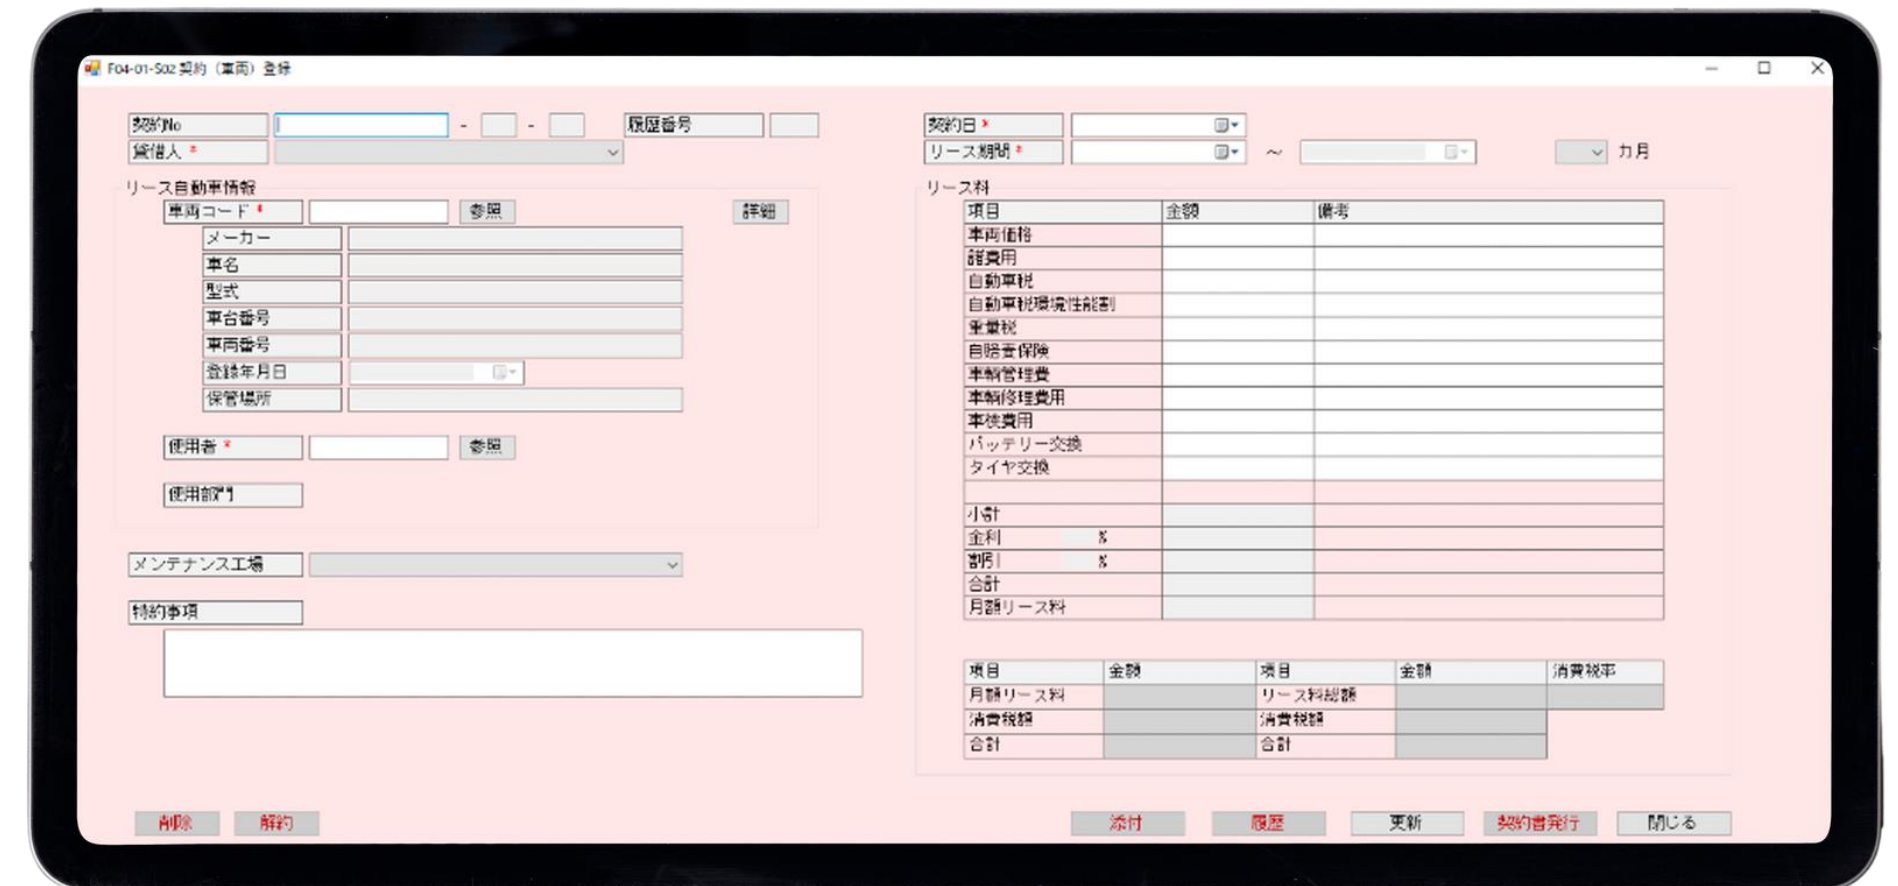 F04-01-S02 契約（車両）登録
契約No - - 履歴番号
賃借人 *
リース自動車情報
車両コード * 参照 詳細
メーカー
車名
型式
車台番号
車両番号
登録年月日
保管場所
使用者 * 参照
使用部門
メンテナンス工場
特約事項
契約日 *
リース期間 * ～ カ月
リース料
項目 金額 備考
車両価格
諸費用
自動車税
自動車税環境性能割
重量税
自賠責保険
車輌管理費
車輌修理費用
車検費用
バッテリー交換
タイヤ交換
小計
金利 %
割引 %
合計
月額リース料
項目 金額 項目 金額 消費税率
月額リース料 リース料総額
消費税額 消費税額
合計 合計
削除 解約 添付 履歴 更新 契約書発行 閉じる